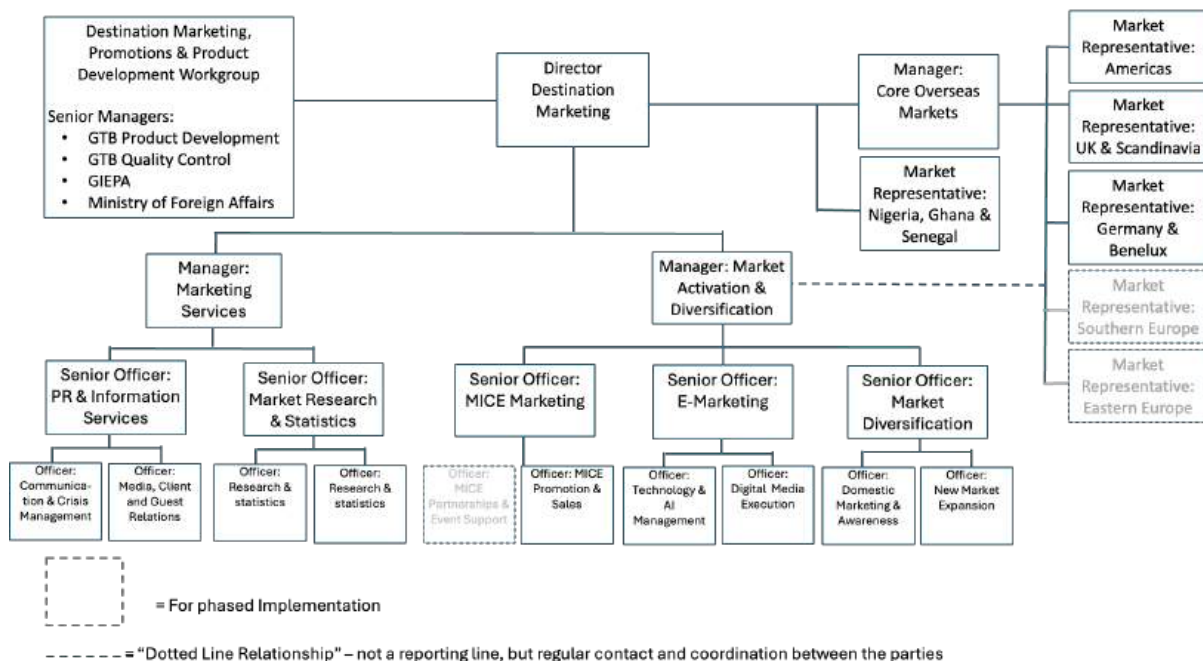 Destination Marketing,
Promotions & Product
Development Workgroup
Senior Managers:
• GTB Product Development
• GTB Quality Control
• GIEPA
• Ministry of Foreign Affairs
Director
Destination
Marketing
Manager:
Core Overseas
Markets
Market
Representative:
Nigeria, Ghana &
Senegal
Market
Representative:
Americas
Market
Representative:
UK & Scandinavia
Market
Representative:
Germany &
Benelux
Market
Representative:
Southern Europe
Market
Representative:
Eastern Europe
Manager:
Marketing
Services
Manager: Market
Activation &
Diversification
Senior Officer:
PR & Information
Services
Senior Officer:
Market Research
& Statistics
Senior Officer:
MICE Marketing
Senior Officer:
E-Marketing
Senior Officer:
Market
Diversification
Officer:
Communica-
tion & Crisis
Management
Officer:
Media, Client
and Guest
Relations
Officer:
Research &
statistics
Officer:
Research &
statistics
Officer:
MICE
Partnerships &
Event Support
Officer: MICE
Promotion &
Sales
Officer:
Technology &
AI
Management
Officer:
Digital Media
Execution
Officer:
Domestic
Marketing &
Awareness
Officer:
New Market
Expansion
= For phased Implementation
= "Dotted Line Relationship" – not a reporting line, but regular contact and coordination between the parties